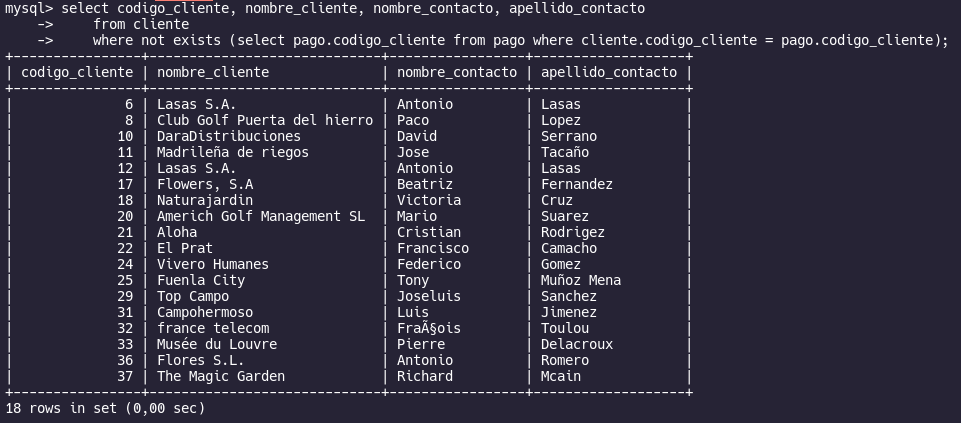 mysql> select codigo_cliente, nombre_cliente, nombre_contacto, apellido_contacto
    ->     from cliente
    ->     where not exists (select pago.codigo_cliente from pago where cliente.codigo_cliente = pago.codigo_cliente);
+----------------+-----------------------------+-----------------+-------------------+
| codigo_cliente | nombre_cliente              | nombre_contacto | apellido_contacto |
+----------------+-----------------------------+-----------------+-------------------+
|              6 | Lasas S.A.                  | Antonio         | Lasas             |
|              8 | Club Golf Puerta del hierro | Paco            | Lopez             |
|             10 | DaraDistribuciones          | David           | Serrano           |
|             11 | Madrileña de riegos         | Jose            | Tacaño            |
|             12 | Lasas S.A.                  | Antonio         | Lasas             |
|             17 | Flowers, S.A                | Beatriz         | Fernandez         |
|             18 | Naturajardin                | Victoria        | Cruz              |
|             20 | Americh Golf Management SL  | Mario           | Suarez            |
|             21 | Aloha                       | Cristian        | Rodrigez          |
|             22 | El Prat                     | Francisco       | Camacho           |
|             24 | Vivero Humanes              | Federico        | Gomez             |
|             25 | Fuenla City                 | Tony            | Muñoz Mena        |
|             29 | Top Campo                   | Joseluis        | Sanchez           |
|             31 | Campohermoso                | Luis            | Jimenez           |
|             32 | france telecom              | FraÃ§ois        | Toulou            |
|             33 | Musée du Louvre             | Pierre          | Delacroux         |
|             36 | Flores S.L.                 | Antonio         | Romero            |
|             37 | The Magic Garden            | Richard         | Mcain             |
+----------------+-----------------------------+-----------------+-------------------+
18 rows in set (0,00 sec)